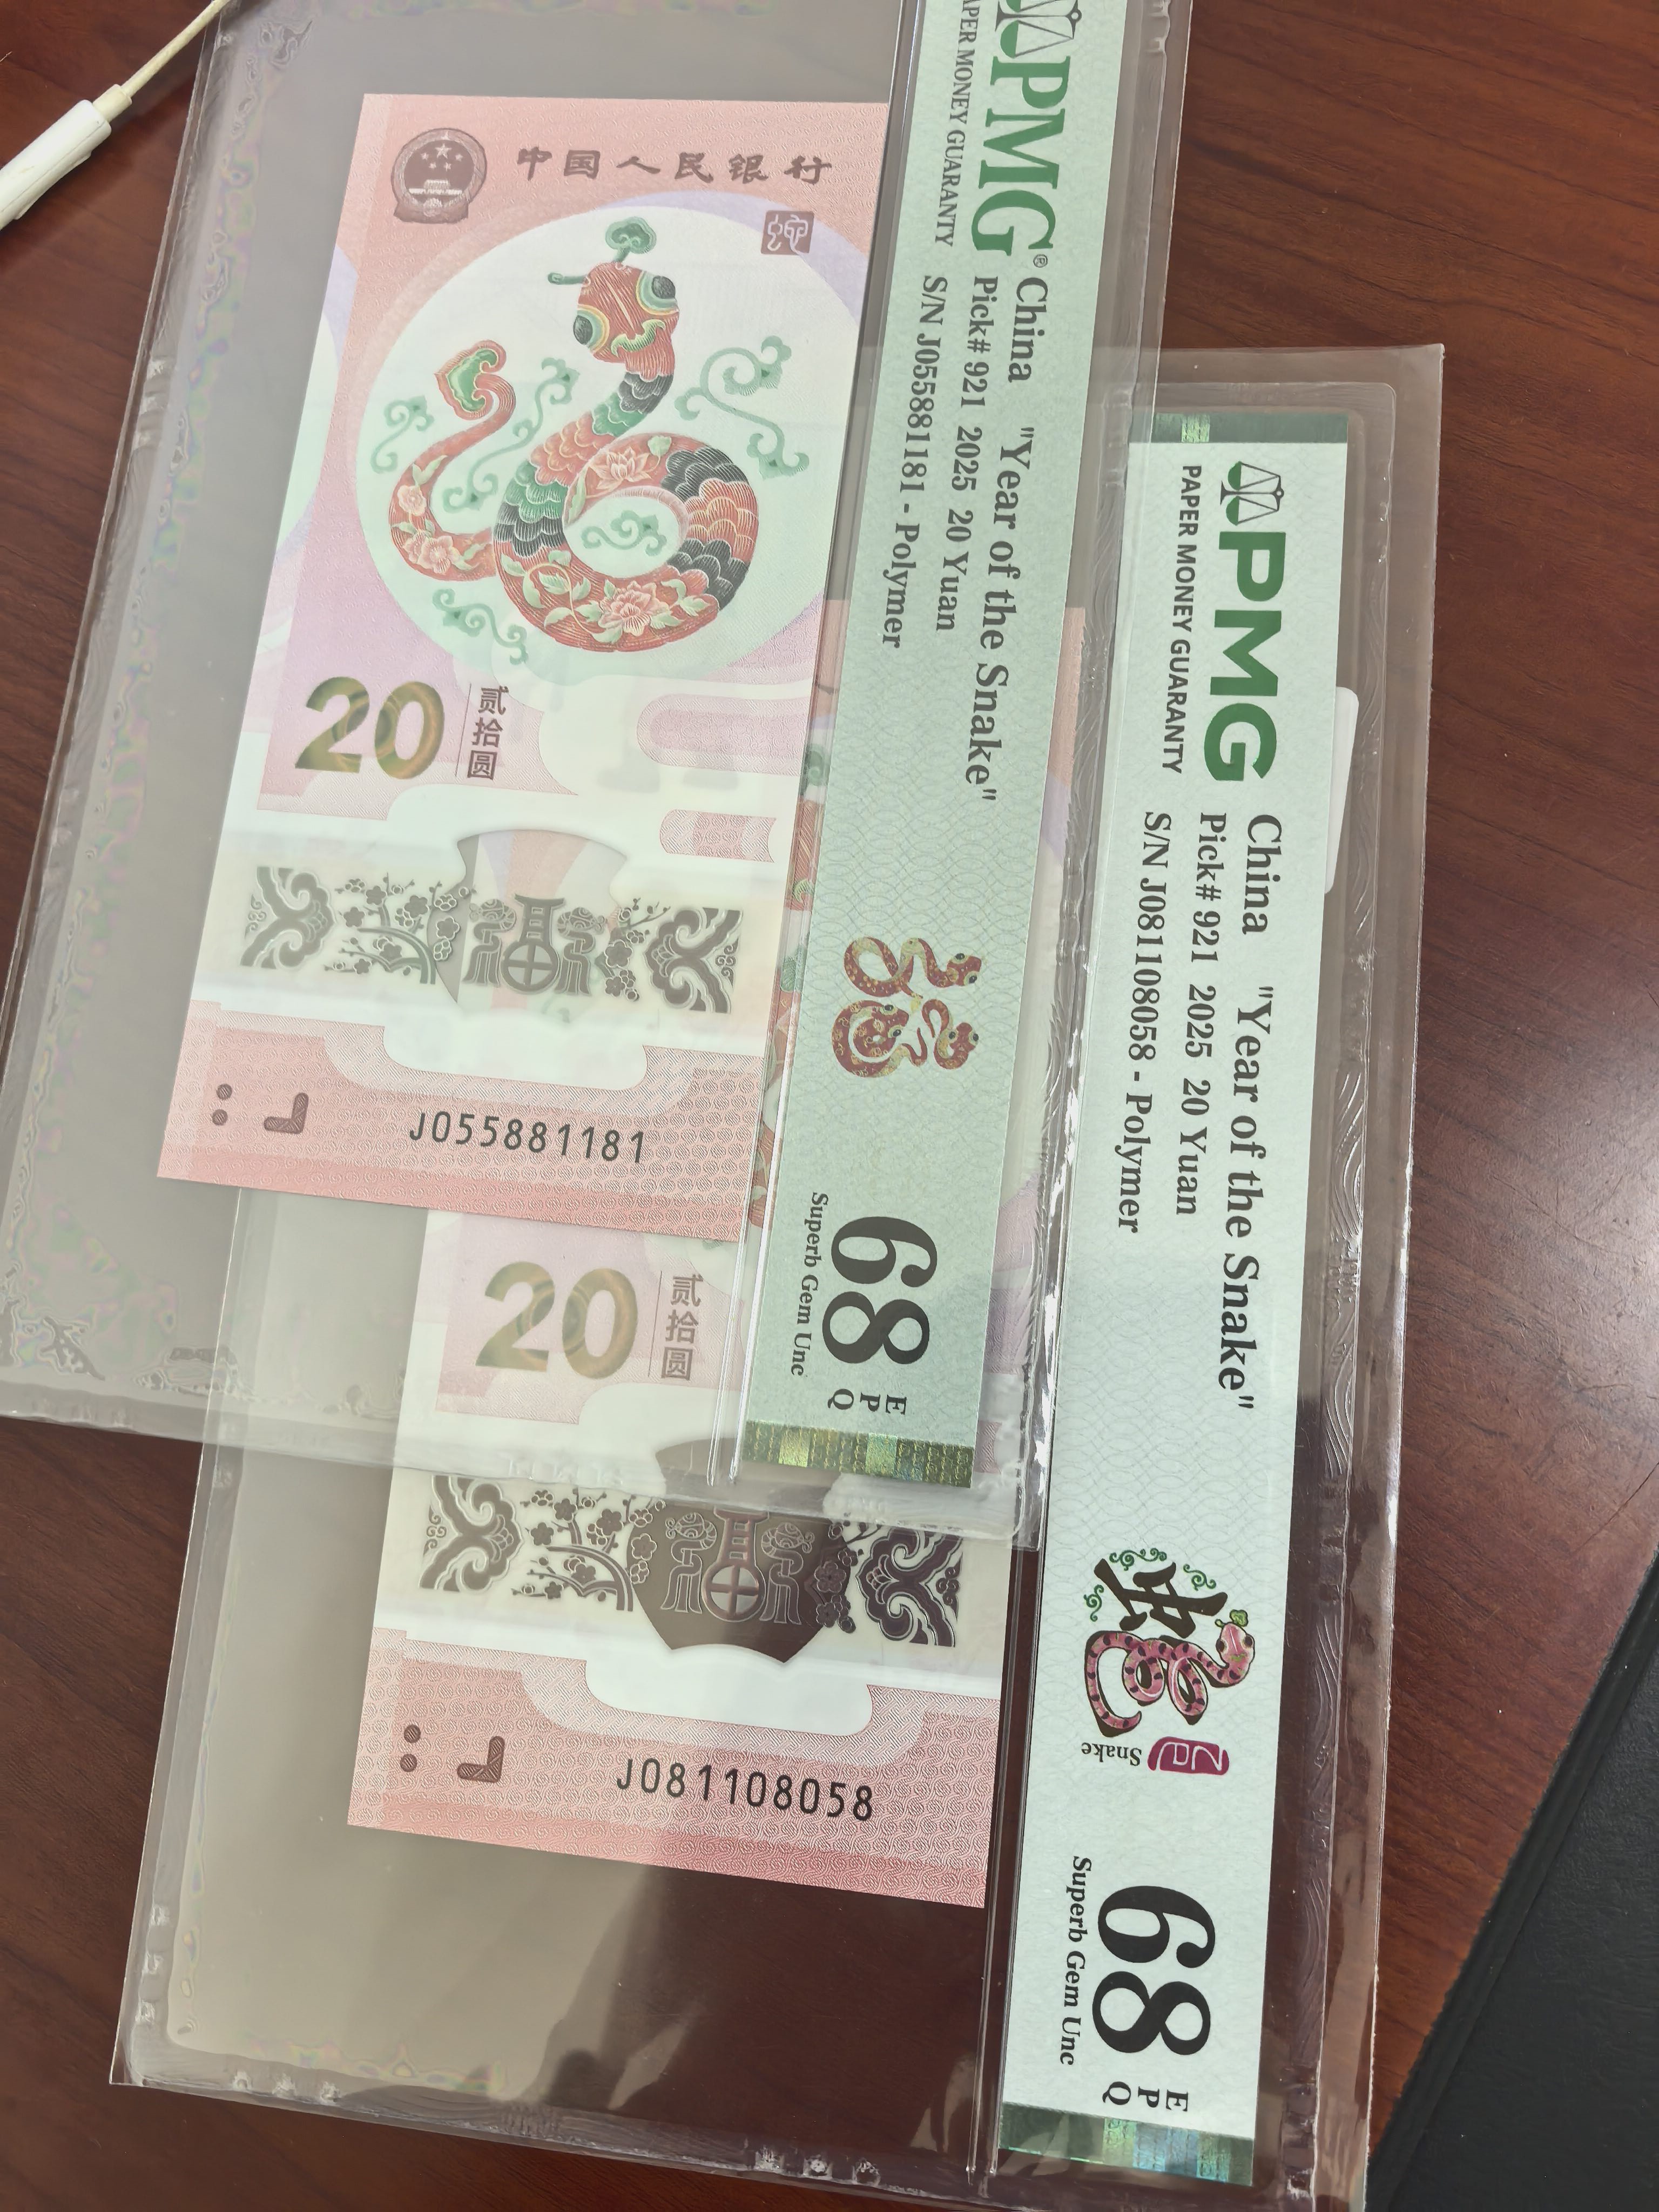 中国人民银行
蛇
20
贰拾圆
J055881181
PMG®
PAPER MONEY GUARANTY
China "Year of the Snake"
Pick# 921 2025 20 Yuan
S/N J055881181 - Polymer
68
EPQ
Superb Gem Unc
20
贰拾圆
J081108058
PMG
PAPER MONEY GUARANTY
China "Year of the Snake"
Pick# 921 2025 20 Yuan
S/N J081108058 - Polymer
蛇
Snake
68
EPQ
Superb Gem Unc